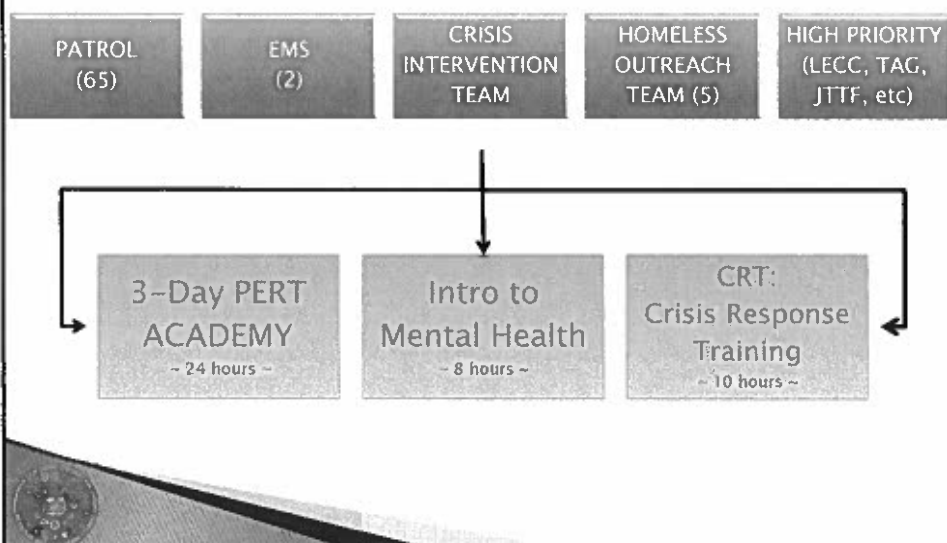 PATROL
(65)
EMS
(2)
CRISIS
INTERVENTION
TEAM
HOMELESS
OUTREACH
TEAM (5)
HIGH PRIORITY
(LECC, TAG,
JTTF, etc)
3-Day PERT
ACADEMY
~ 24 hours ~
Intro to
Mental Health
~ 8 hours ~
CRT:
Crisis Response
Training
~ 10 hours ~